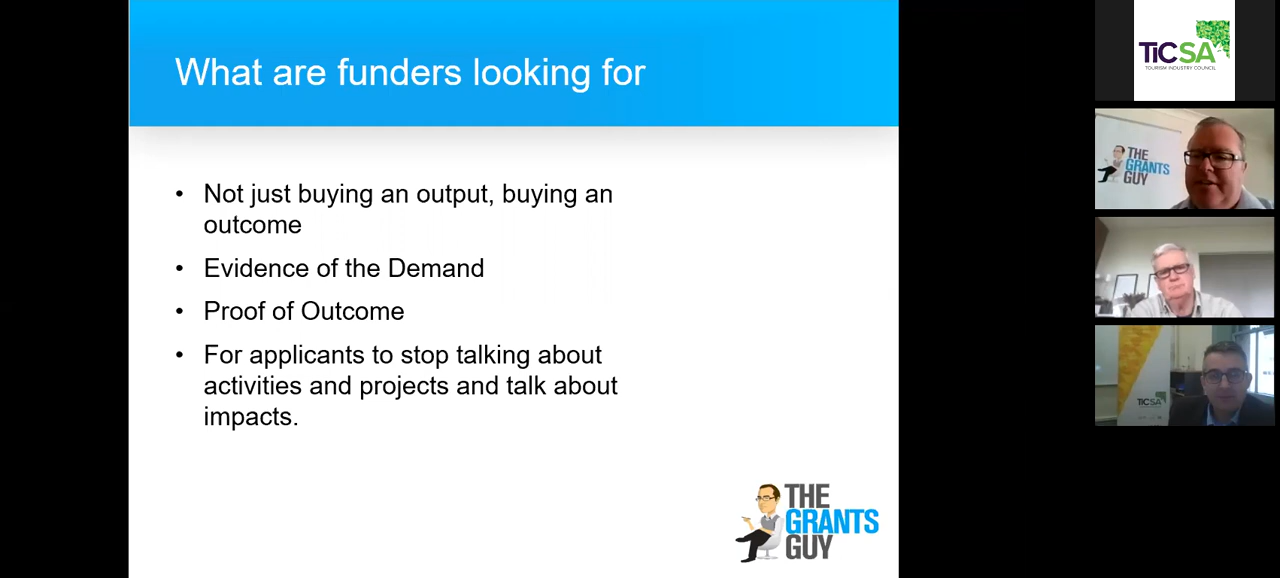 What are funders looking for
• Not just buying an output, buying an
outcome
• Evidence of the Demand
• Proof of Outcome
• For applicants to stop talking about
activities and projects and talk about
impacts.
THE
GRANTS
GUY
TiCSA
TOURISM INDUSTRY COUNCIL
THE
GRANTS
GUY
TiCSA